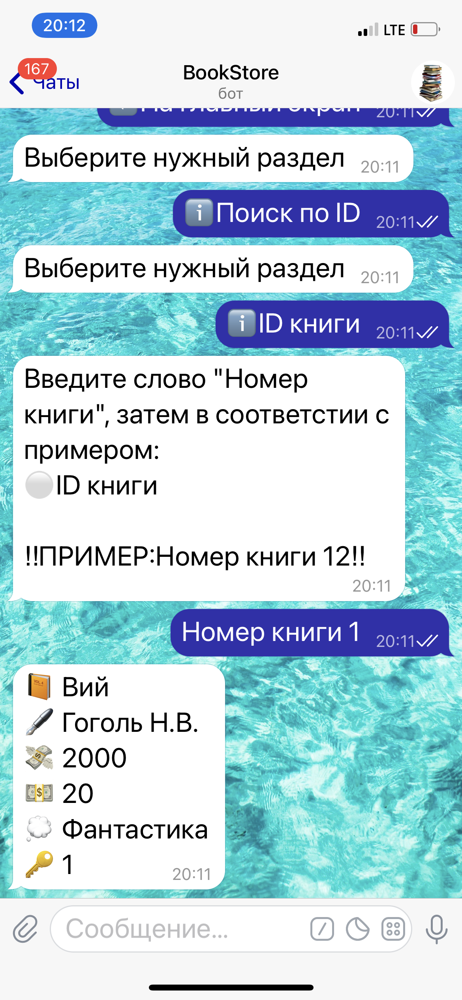 20:12
LTE
167
Чаты
BookStore
бот
На главный экран 20:11
Выберите нужный раздел 20:11
Поиск по ID 20:11
Выберите нужный раздел 20:11
ID книги 20:11
Введите слово "Номер
книги", затем в соответстии с
примером:
ID книги
!!ПРИМЕР:Номер книги 12!!
20:11
Номер книги 1 20:11
Вий
Гоголь Н.В.
2000
20
Фантастика
1 20:11
Сообщение...